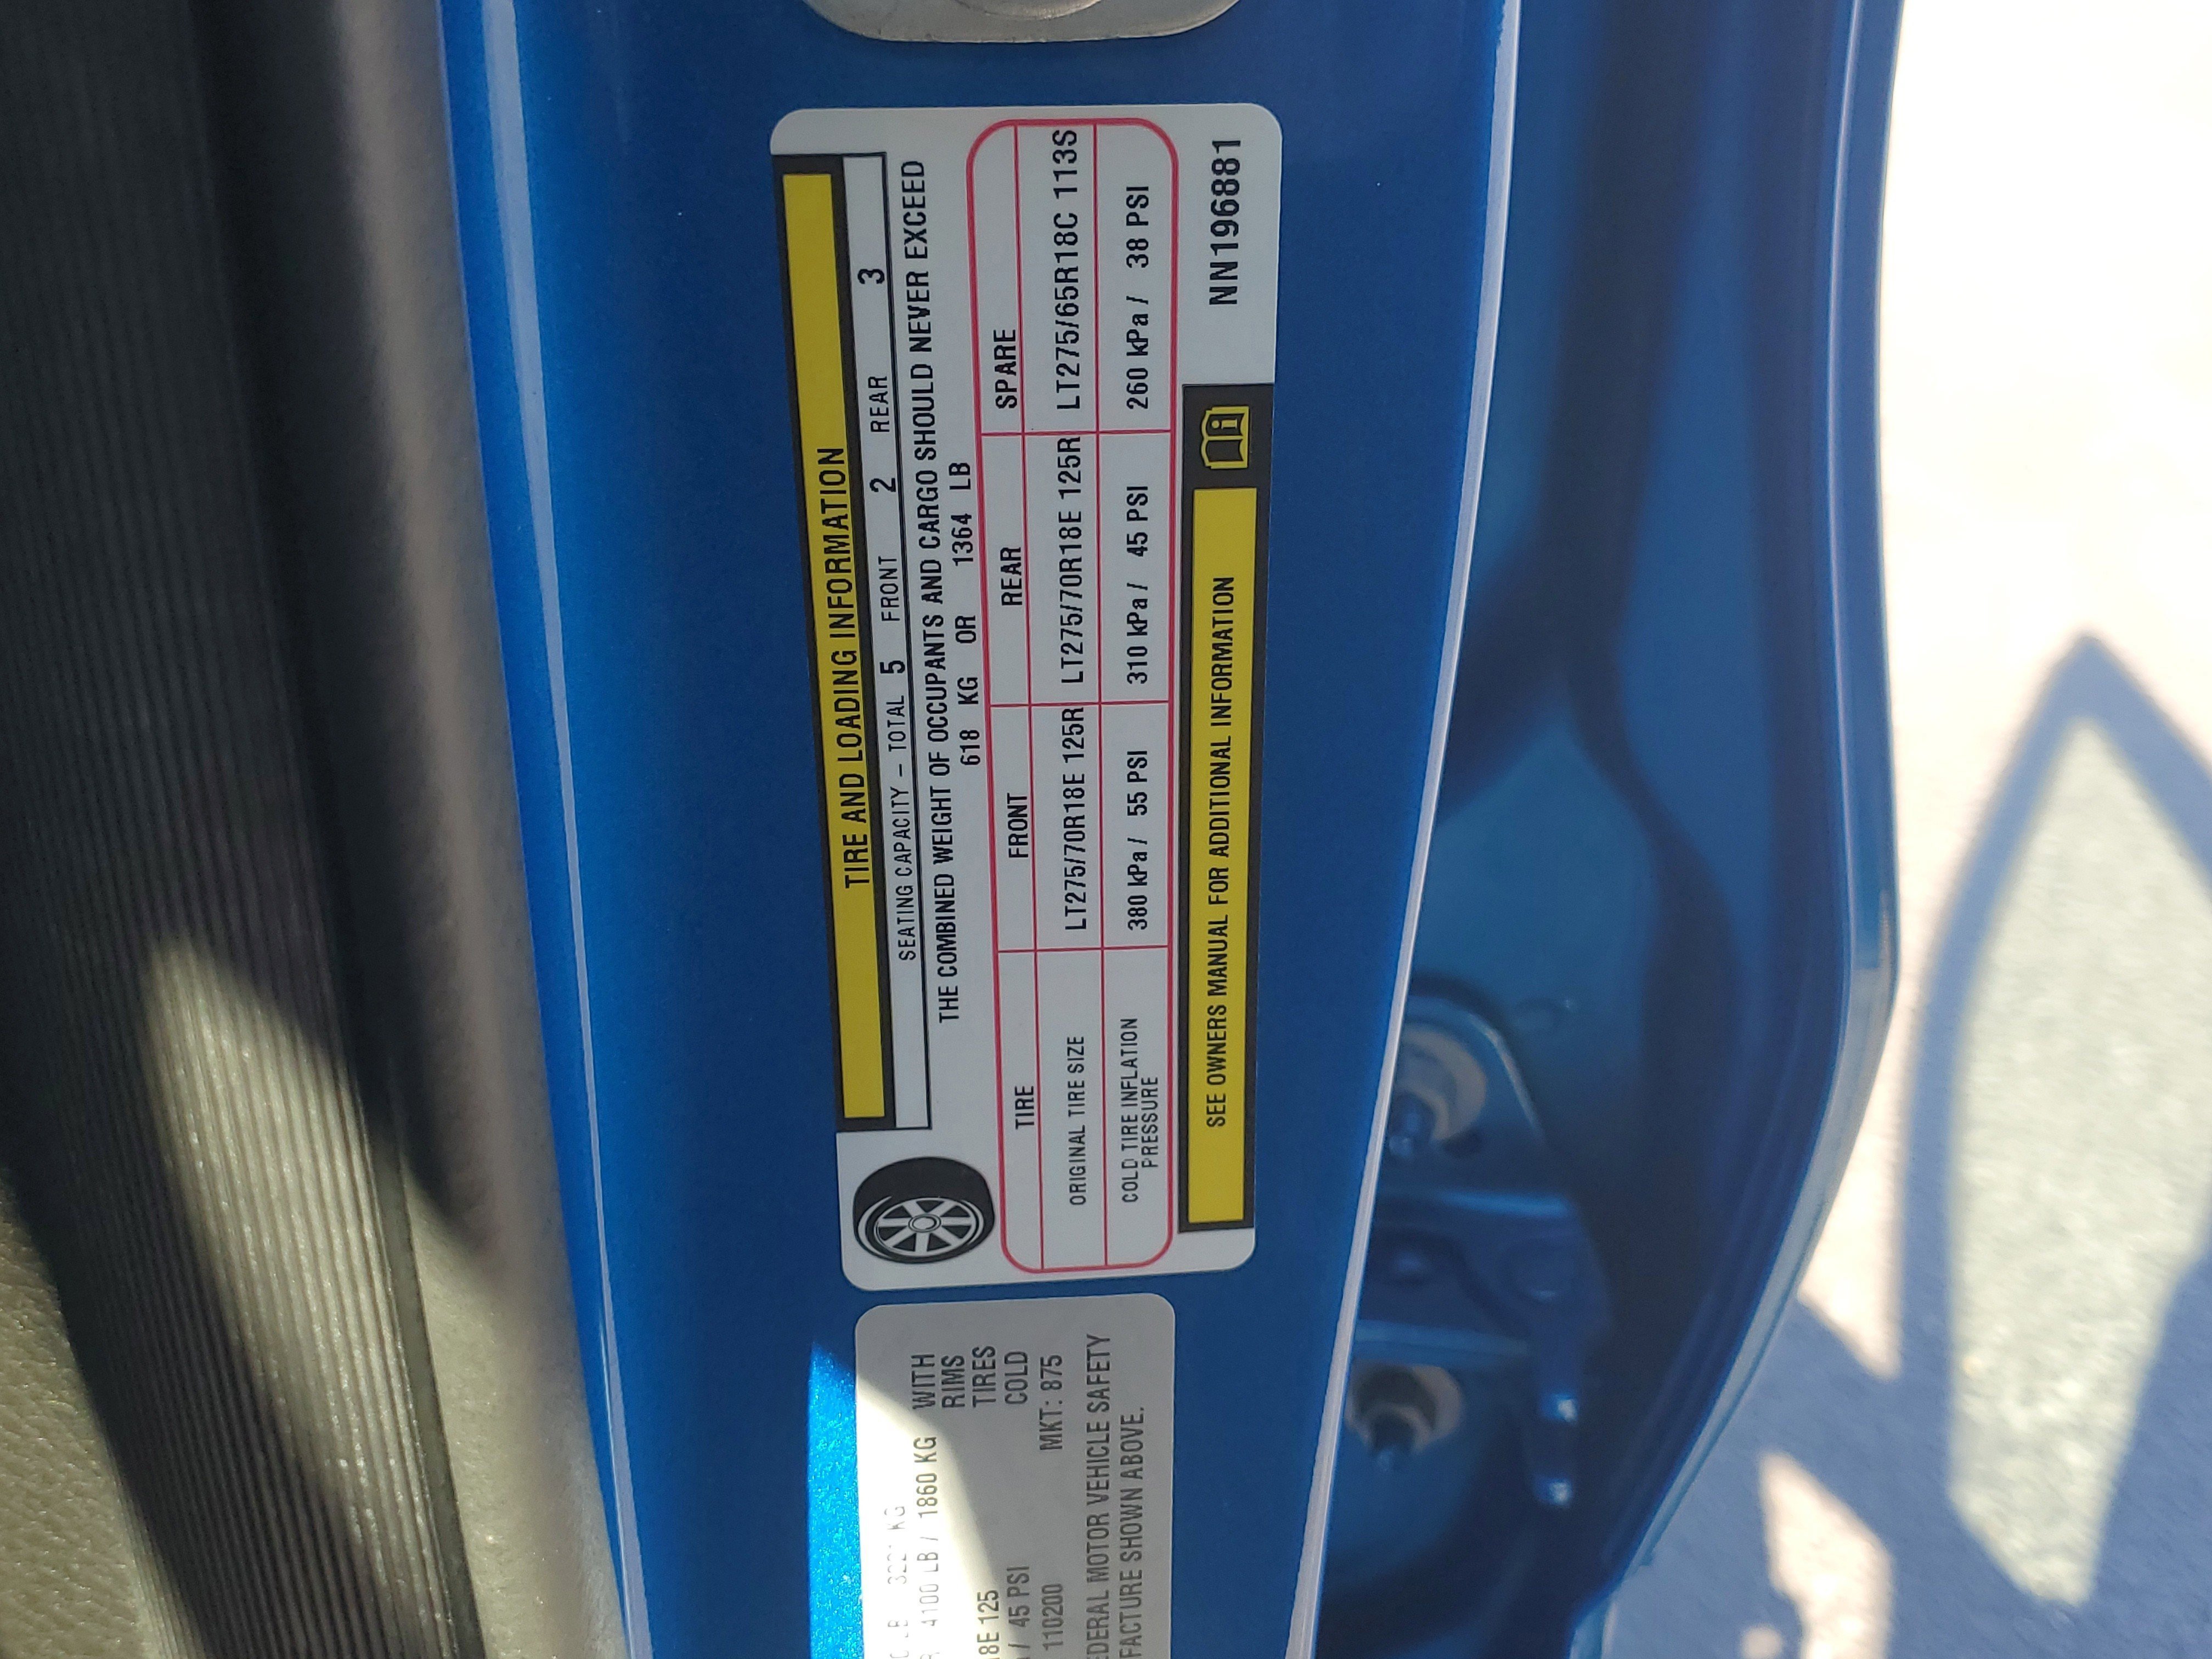 TIRE AND LOADING INFORMATION
SEATING CAPACITY – TOTAL 5 FRONT 2 REAR 3
THE COMBINED WEIGHT OF OCCUPANTS AND CARGO SHOULD NEVER EXCEED
618 KG OR 1364 LB
TIRE FRONT REAR SPARE
ORIGINAL TIRE SIZE LT275/70R18E 125R LT275/70R18E 125R LT275/65R18C 113S
COLD TIRE INFLATION PRESSURE 380 kPa / 55 PSI 310 kPa / 45 PSI 260 kPa / 38 PSI
SEE OWNERS MANUAL FOR ADDITIONAL INFORMATION
NN196881
4100 LB / 1860 KG WITH
RIMS
8E 125 TIRES
/ 45 PSI COLD
110200 MKT: 875
EDERAL MOTOR VEHICLE SAFETY
FACTURE SHOWN ABOVE.